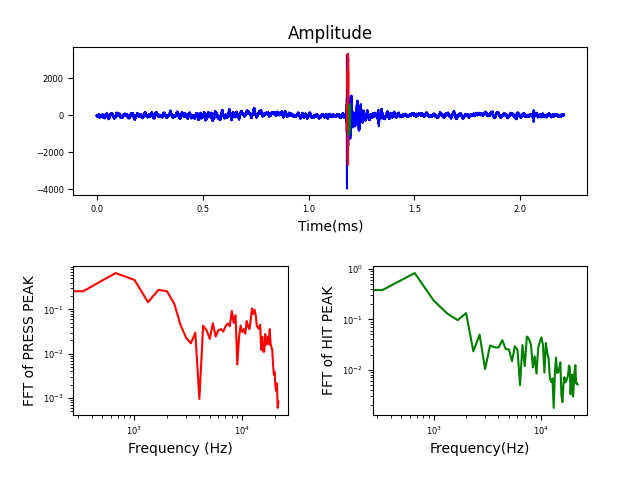 Amplitude
2000
0
−2000
−4000
0.0 0.5 1.0 1.5 2.0
Time(ms)
FFT of PRESS PEAK
10⁻¹
10⁻²
10⁻³
10³ 10⁴
Frequency (Hz)
FFT of HIT PEAK
10⁰
10⁻¹
10⁻²
10³ 10⁴
Frequency(Hz)